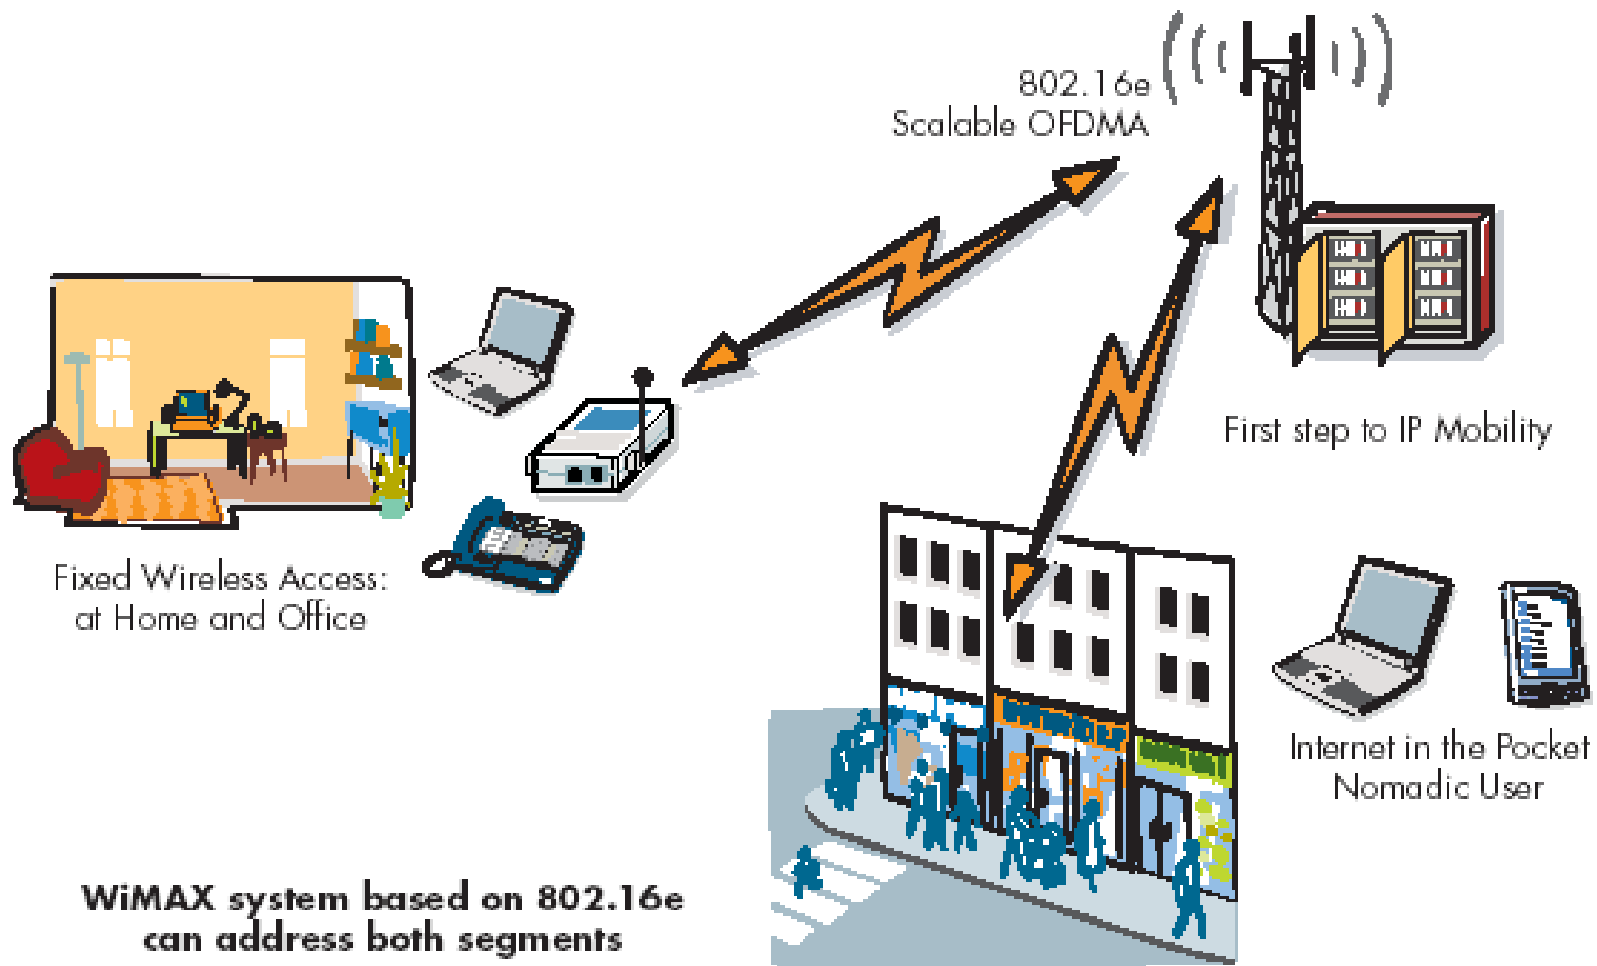 802.16e
Scalable OFDMA
First step to IP Mobility
Fixed Wireless Access:
at Home and Office
Internet in the Pocket
Nomadic User
WiMAX system based on 802.16e
can address both segments